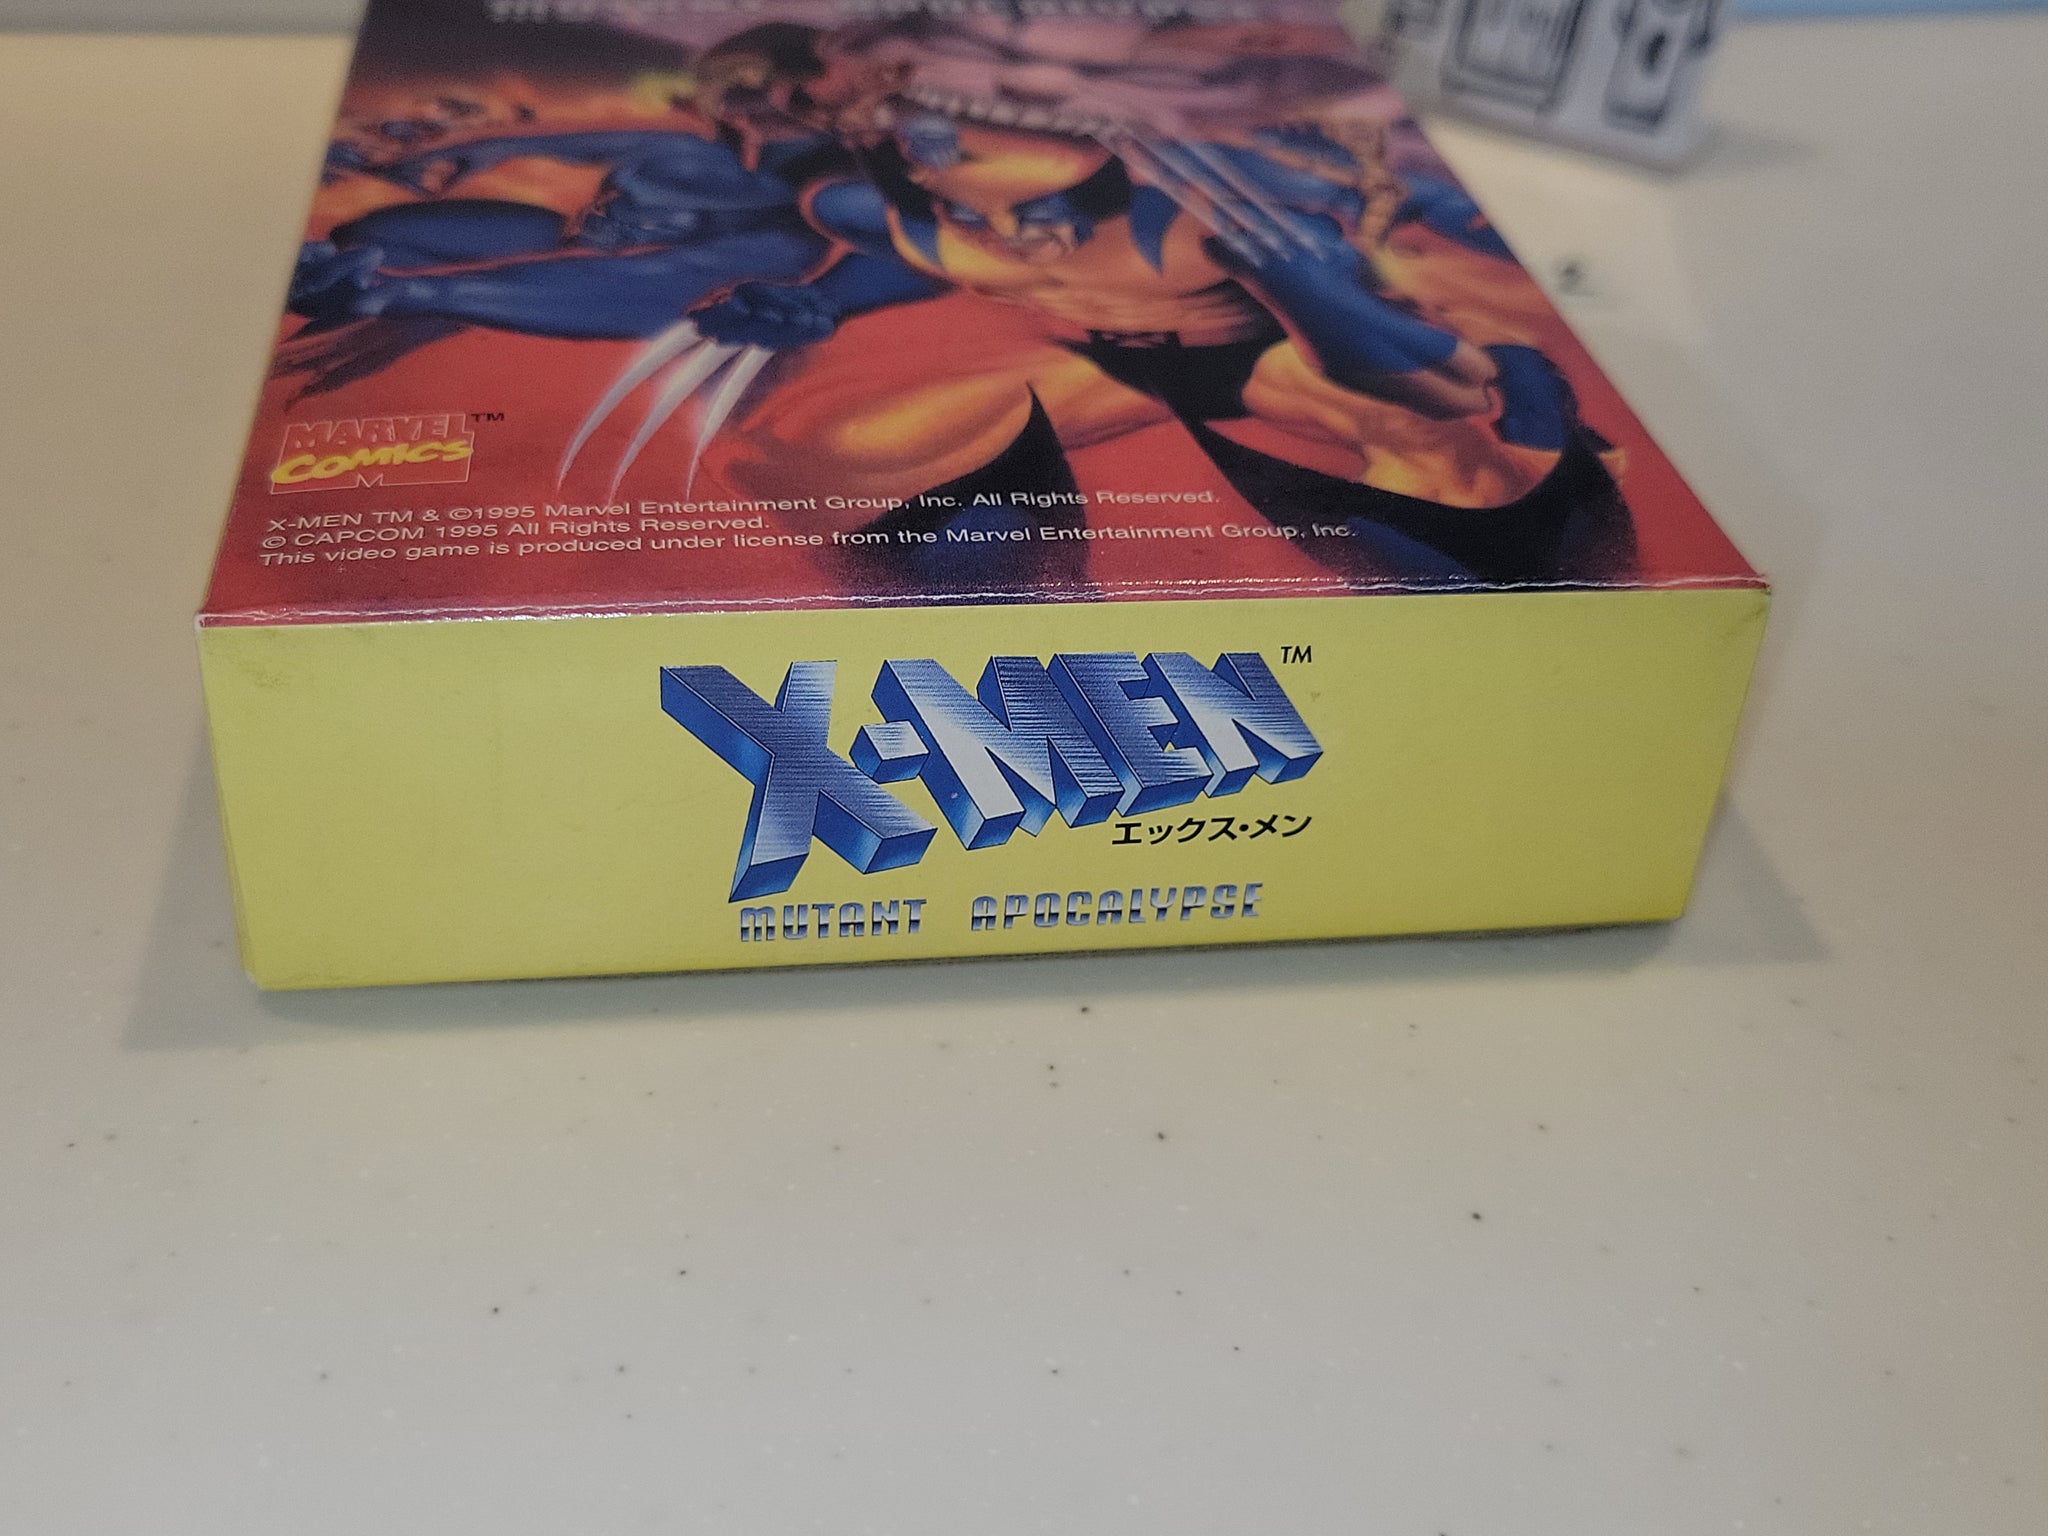 MARVEL
COMICS
M
TM
X-MEN TM & ©1995 Marvel Entertainment Group, Inc. All Rights Reserved.
© CAPCOM 1995 All Rights Reserved.
This video game is produced under license from the Marvel Entertainment Group, Inc.
X-MEN TM
エックス・メン
MUTANT APOCALYPSE